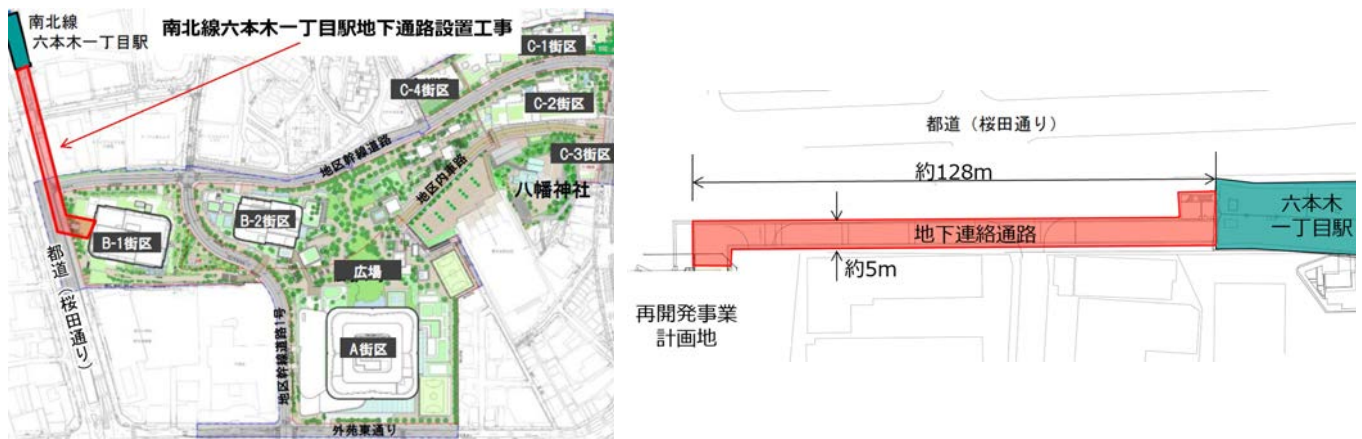 南北線
六本木一丁目駅
南北線六本木一丁目駅地下通路設置工事
C-1街区
C-4街区
C-2街区
地区幹線道路
地区内車路
C-3街区
八幡神社
B-2街区
B-1街区
広場
都道（桜田通り）
地区幹線道路1号
A街区
外苑東通り
都道（桜田通り）
約128m
六本木
一丁目駅
地下連絡通路
約5m
再開発事業
計画地